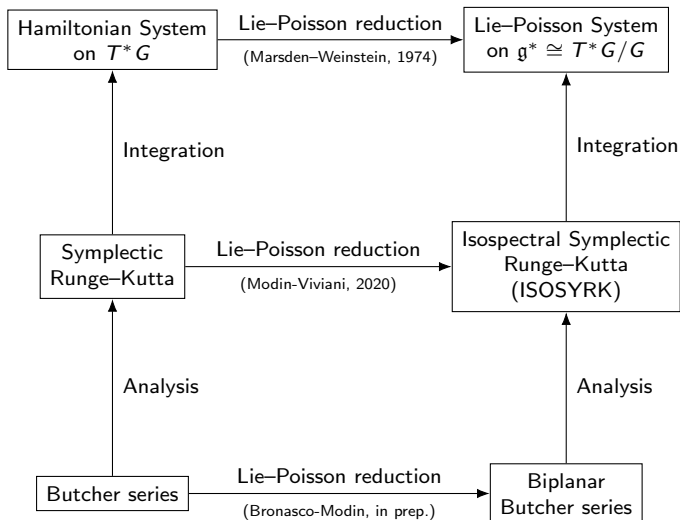 Hamiltonian System
on T*G
Lie–Poisson reduction
(Marsden–Weinstein, 1974)
Lie–Poisson System
on 𝔤* ≅ T*G/G
Integration
Integration
Symplectic
Runge–Kutta
Lie–Poisson reduction
(Modin-Viviani, 2020)
Isospectral Symplectic
Runge–Kutta
(ISOSYRK)
Analysis
Analysis
Butcher series
Lie–Poisson reduction
(Bronasco-Modin, in prep.)
Biplanar
Butcher series